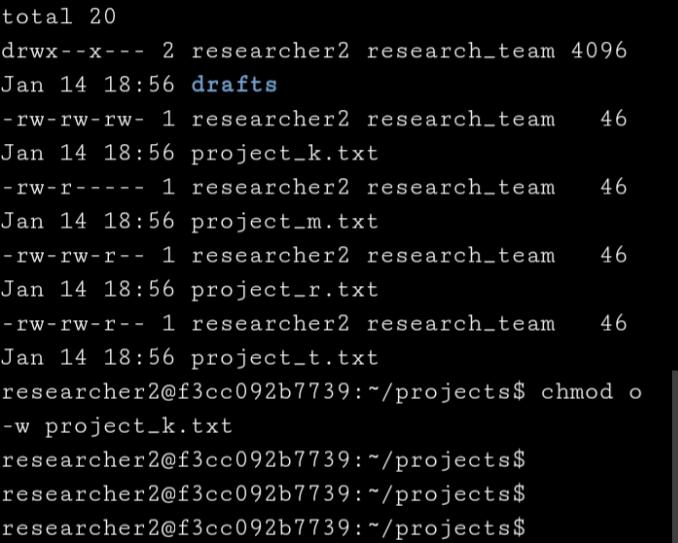 total 20
drwx--x--- 2 researcher2 research_team 4096
Jan 14 18:56 drafts
-rw-rw-rw- 1 researcher2 research_team   46
Jan 14 18:56 project_k.txt
-rw-r----- 1 researcher2 research_team   46
Jan 14 18:56 project_m.txt
-rw-rw-r-- 1 researcher2 research_team   46
Jan 14 18:56 project_r.txt
-rw-rw-r-- 1 researcher2 research_team   46
Jan 14 18:56 project_t.txt
researcher2@f3cc092b7739:~/projects$ chmod o
-w project_k.txt
researcher2@f3cc092b7739:~/projects$
researcher2@f3cc092b7739:~/projects$
researcher2@f3cc092b7739:~/projects$